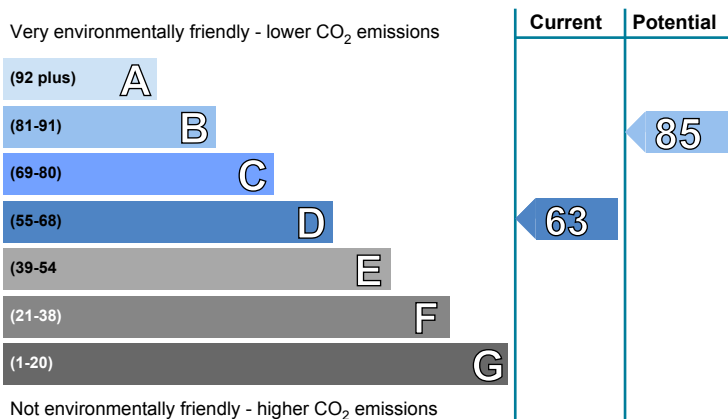 Current Potential
Very environmentally friendly - lower CO2 emissions
(92 plus) A
(81-91) B
85
(69-80) C
(55-68) D
63
(39-54 E
(21-38) F
(1-20) G
Not environmentally friendly - higher CO2 emissions